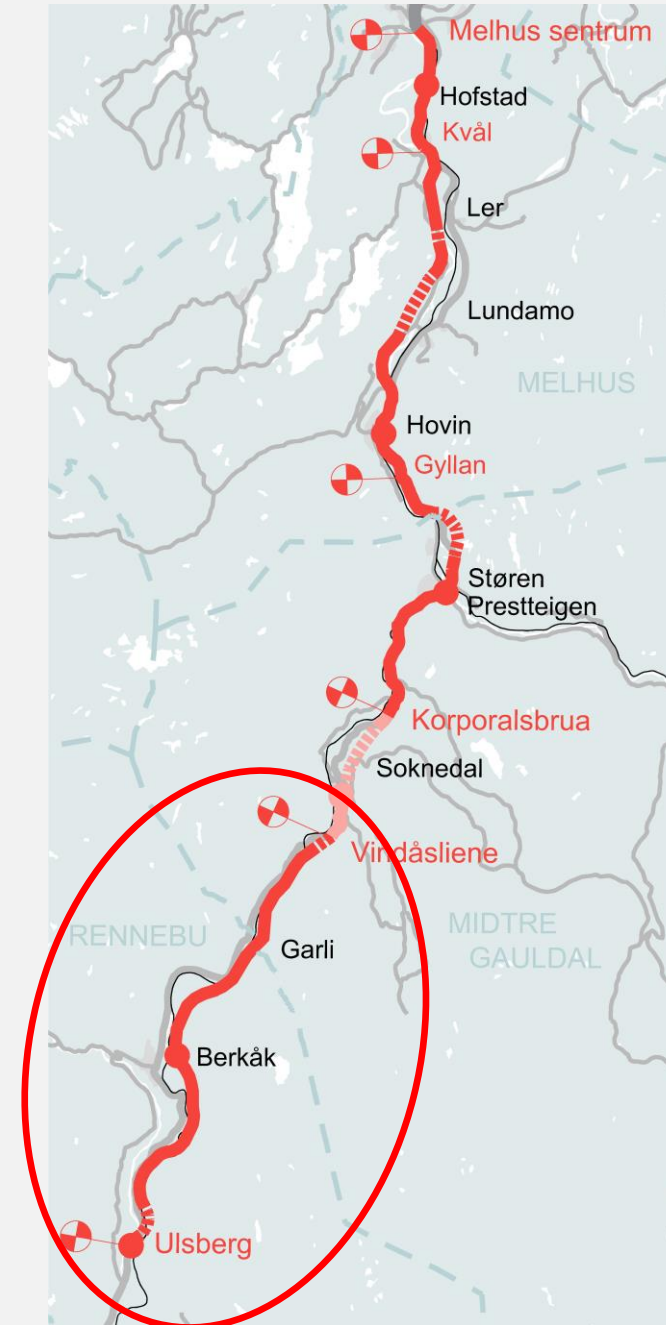 Melhus sentrum
Hofstad
Kvål
Ler
Lundamo
MELHUS
Hovin
Gyllan
Støren
Prestteigen
Korporalsbrua
Soknedal
Vindåsliene
RENNEBU
MIDTRE
GAULDAL
Garli
Berkåk
Ulsberg